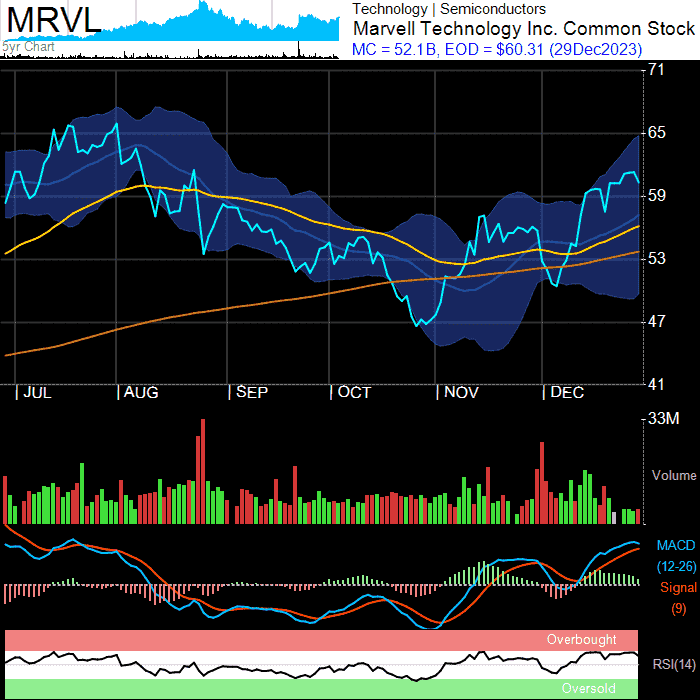 MRVL
5yr Chart
Technology | Semiconductors
Marvell Technology Inc. Common Stock
MC = 52.1B, EOD = $60.31 (29Dec2023)
71
65
59
53
47
41
JUL AUG SEP OCT NOV DEC
33M
Volume
MACD
(12-26)
Signal
(9)
Overbought
RSI(14)
Oversold